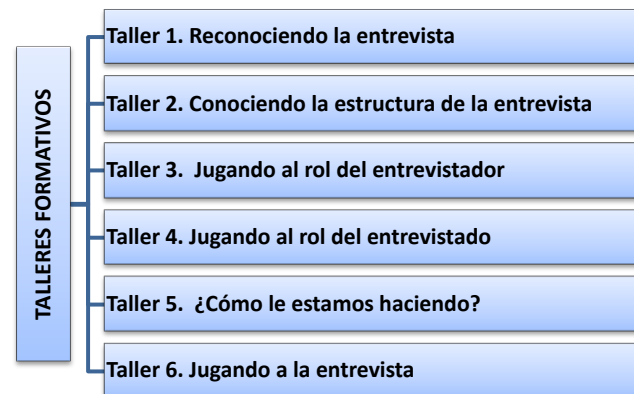 TALLERES FORMATIVOS
Taller 1. Reconociendo la entrevista
Taller 2. Conociendo la estructura de la entrevista
Taller 3.  Jugando al rol del entrevistador
Taller 4. Jugando al rol del entrevistado
Taller 5.  ¿Cómo le estamos haciendo?
Taller 6. Jugando a la entrevista